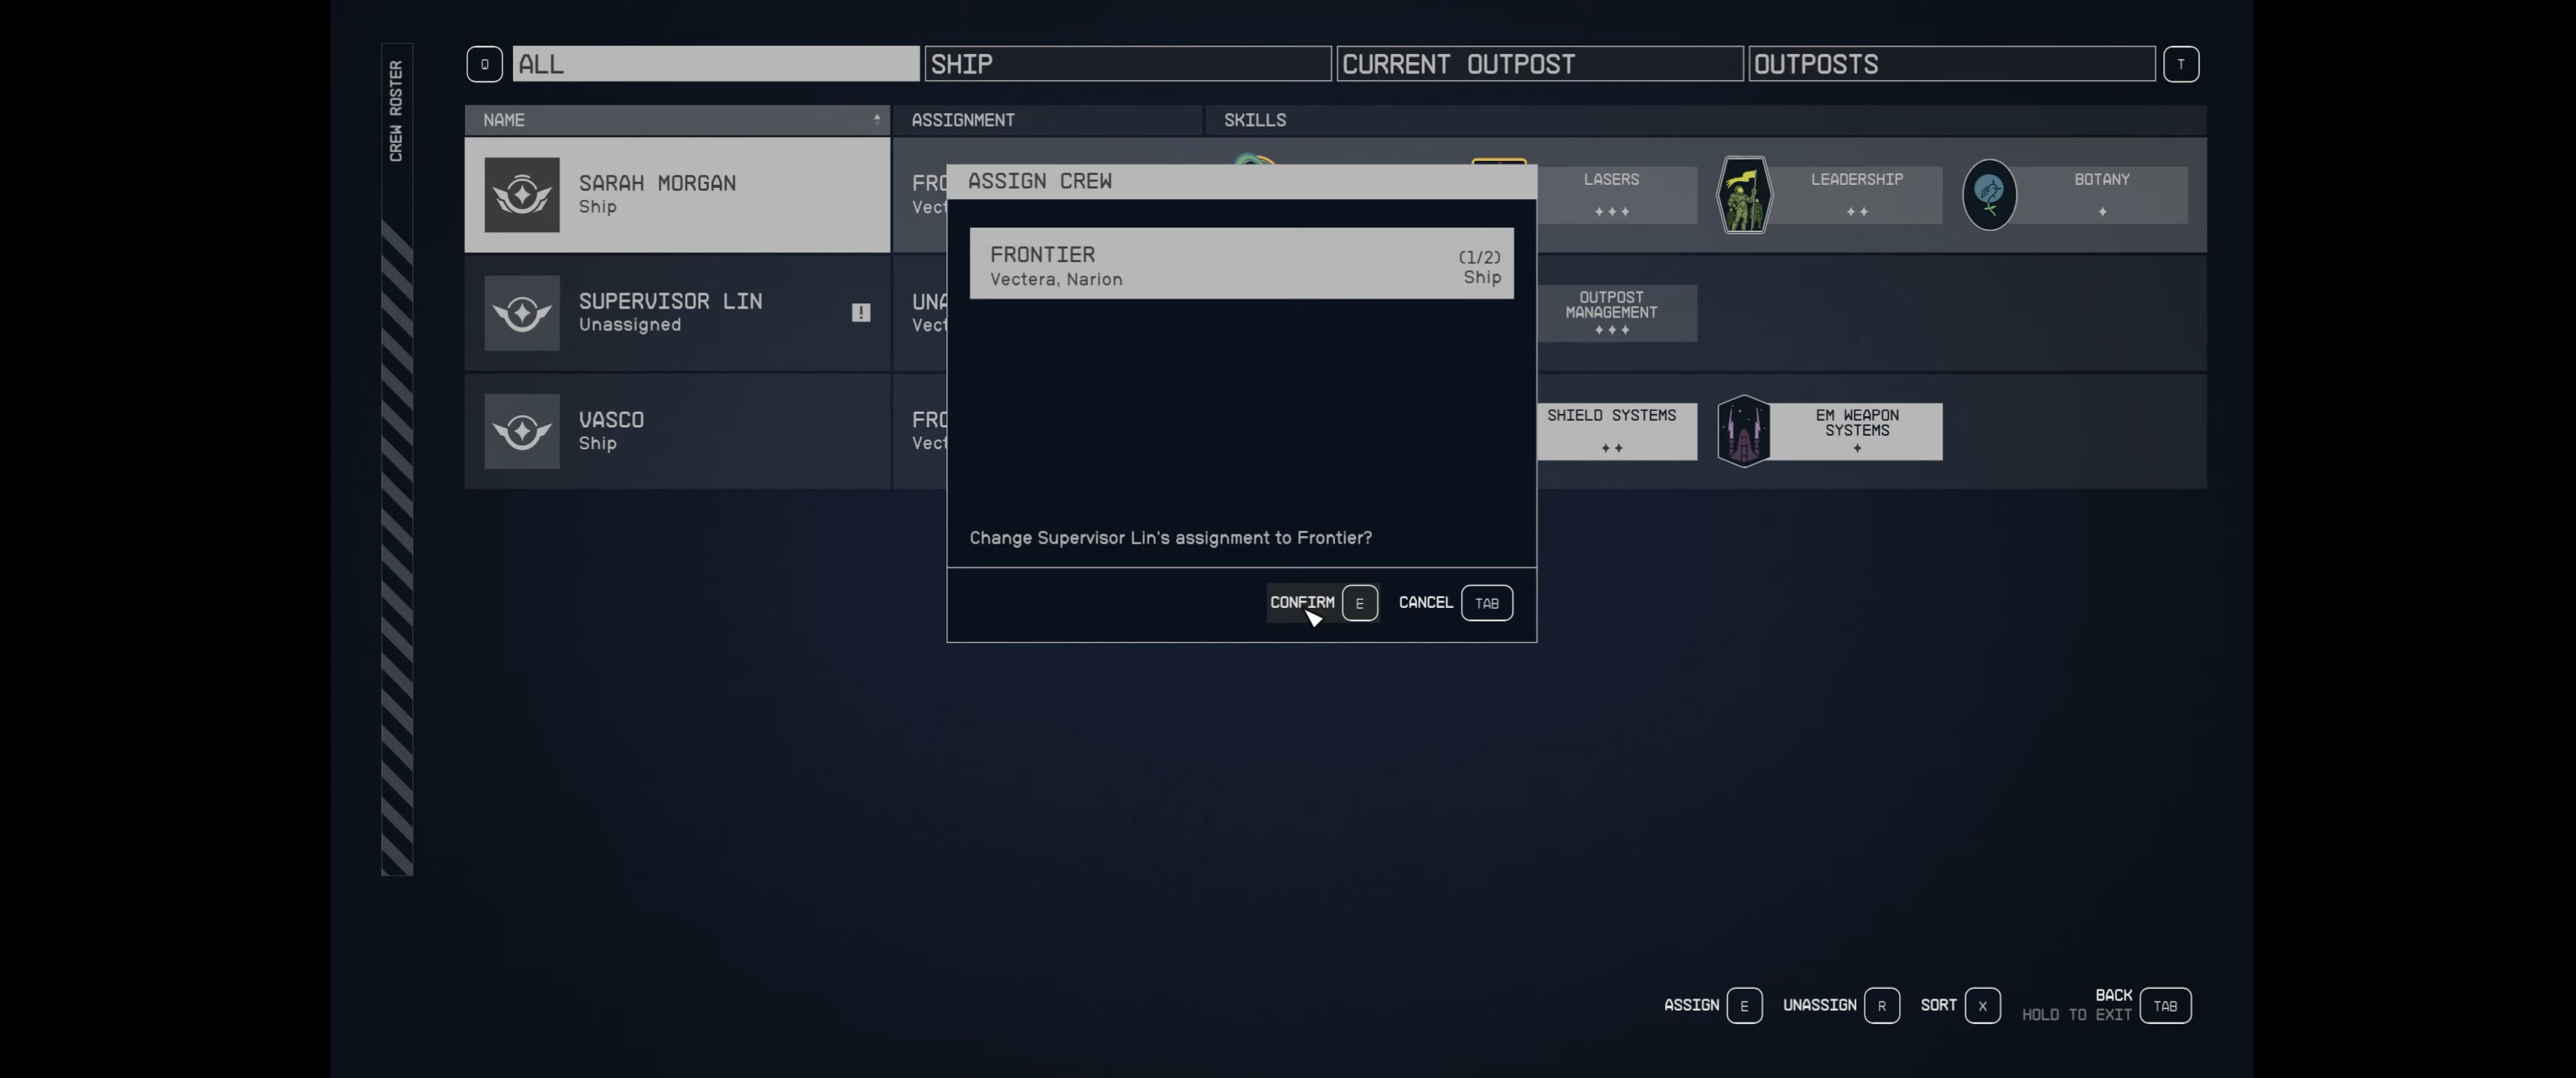 CREW ROSTER
Q
ALL
SHIP
CURRENT OUTPOST
OUTPOSTS
T
NAME
ASSIGNMENT
SKILLS
SARAH MORGAN
Ship
LASERS
LEADERSHIP
BOTANY
SUPERVISOR LIN
Unassigned
!
OUTPOST
MANAGEMENT
VASCO
Ship
SHIELD SYSTEMS
EM WEAPON
SYSTEMS
FRO
Vect
UNA
Vect
FRO
Vect
ASSIGN CREW
FRONTIER
(1/2)
Vectera, Narion
Ship
Change Supervisor Lin's assignment to Frontier?
CONFIRM E
CANCEL TAB
ASSIGN E
UNASSIGN R
SORT X
BACK
HOLD TO EXIT
TAB